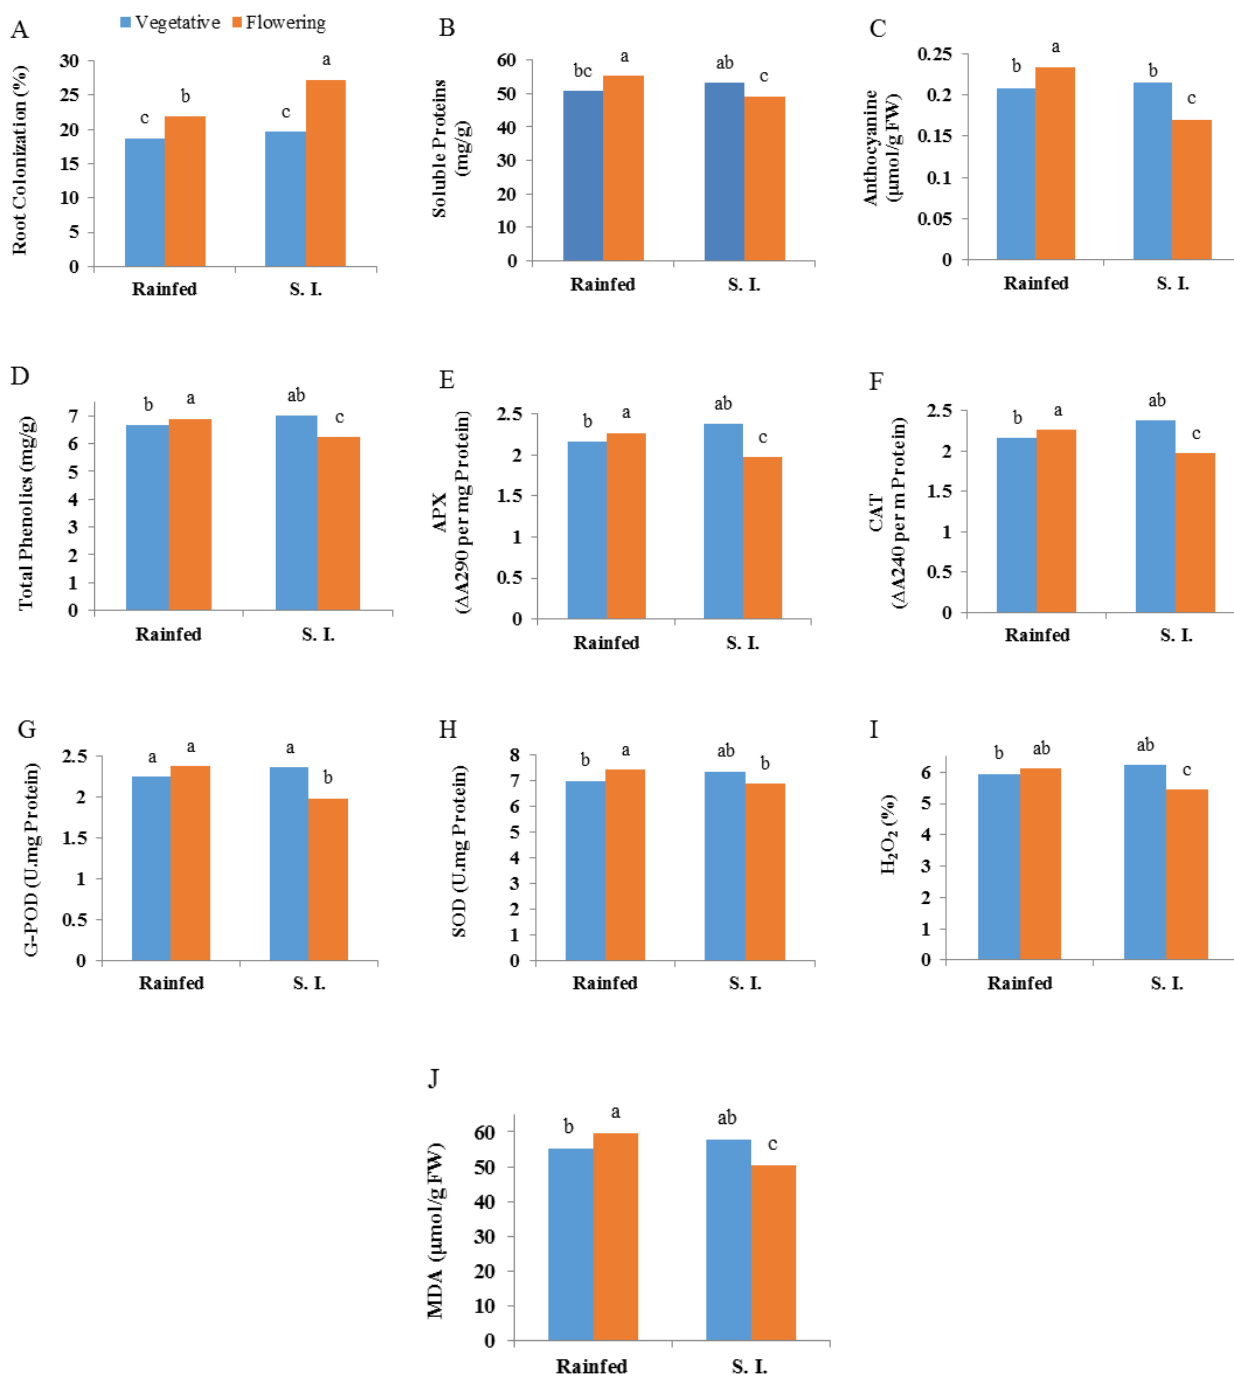 A
Vegetative Flowering
Root Colonization (%)
30
25
20
15
10
5
0
c b c a
Rainfed S. I.
B
Soluble Proteins
(mg/g)
60
50
40
30
20
10
0
bc a ab c
Rainfed S. I.
C
Anthocyanine
(µmol/g FW)
0.25
0.2
0.15
0.1
0.05
0
b a b c
Rainfed S. I.
D
Total Phenolics (mg/g)
7
6
5
4
3
2
1
0
b a ab c
Rainfed S. I.
E
APX
(ΔA290 per mg Protein)
2.5
2
1.5
1
0.5
0
b a ab c
Rainfed S. I.
F
CAT
(ΔA240 per m Protein)
2.5
2
1.5
1
0.5
0
b a ab c
Rainfed S. I.
G
G-POD (U.mg Protein)
2.5
2
1.5
1
0.5
0
a a a b
Rainfed S. I.
H
SOD (U.mg Protein)
8
7
6
5
4
3
2
1
0
b a ab b
Rainfed S. I.
I
H₂O₂ (%)
6
5
4
3
2
1
0
b ab ab c
Rainfed S. I.
J
MDA (µmol/g FW)
60
50
40
30
20
10
0
b a ab c
Rainfed S. I.